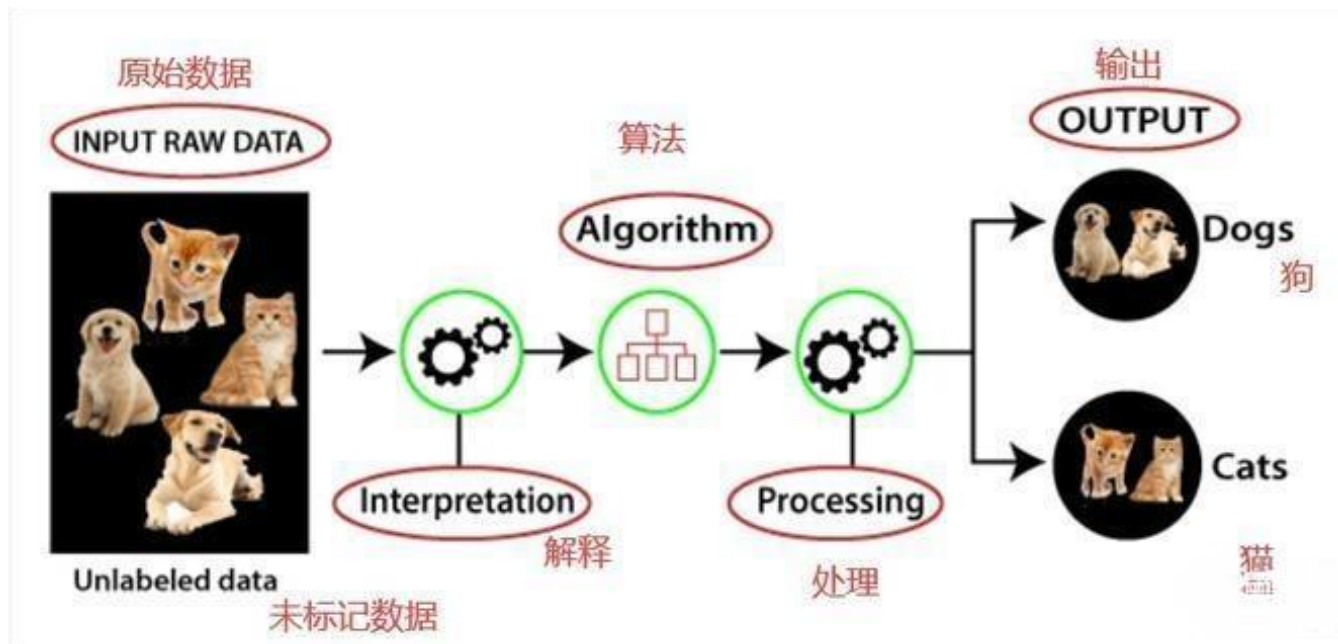 原始数据
INPUT RAW DATA
算法
Algorithm
输出
OUTPUT
Dogs
狗
Interpretation
解释
Processing
处理
Cats
猫
Unlabeled data
未标记数据